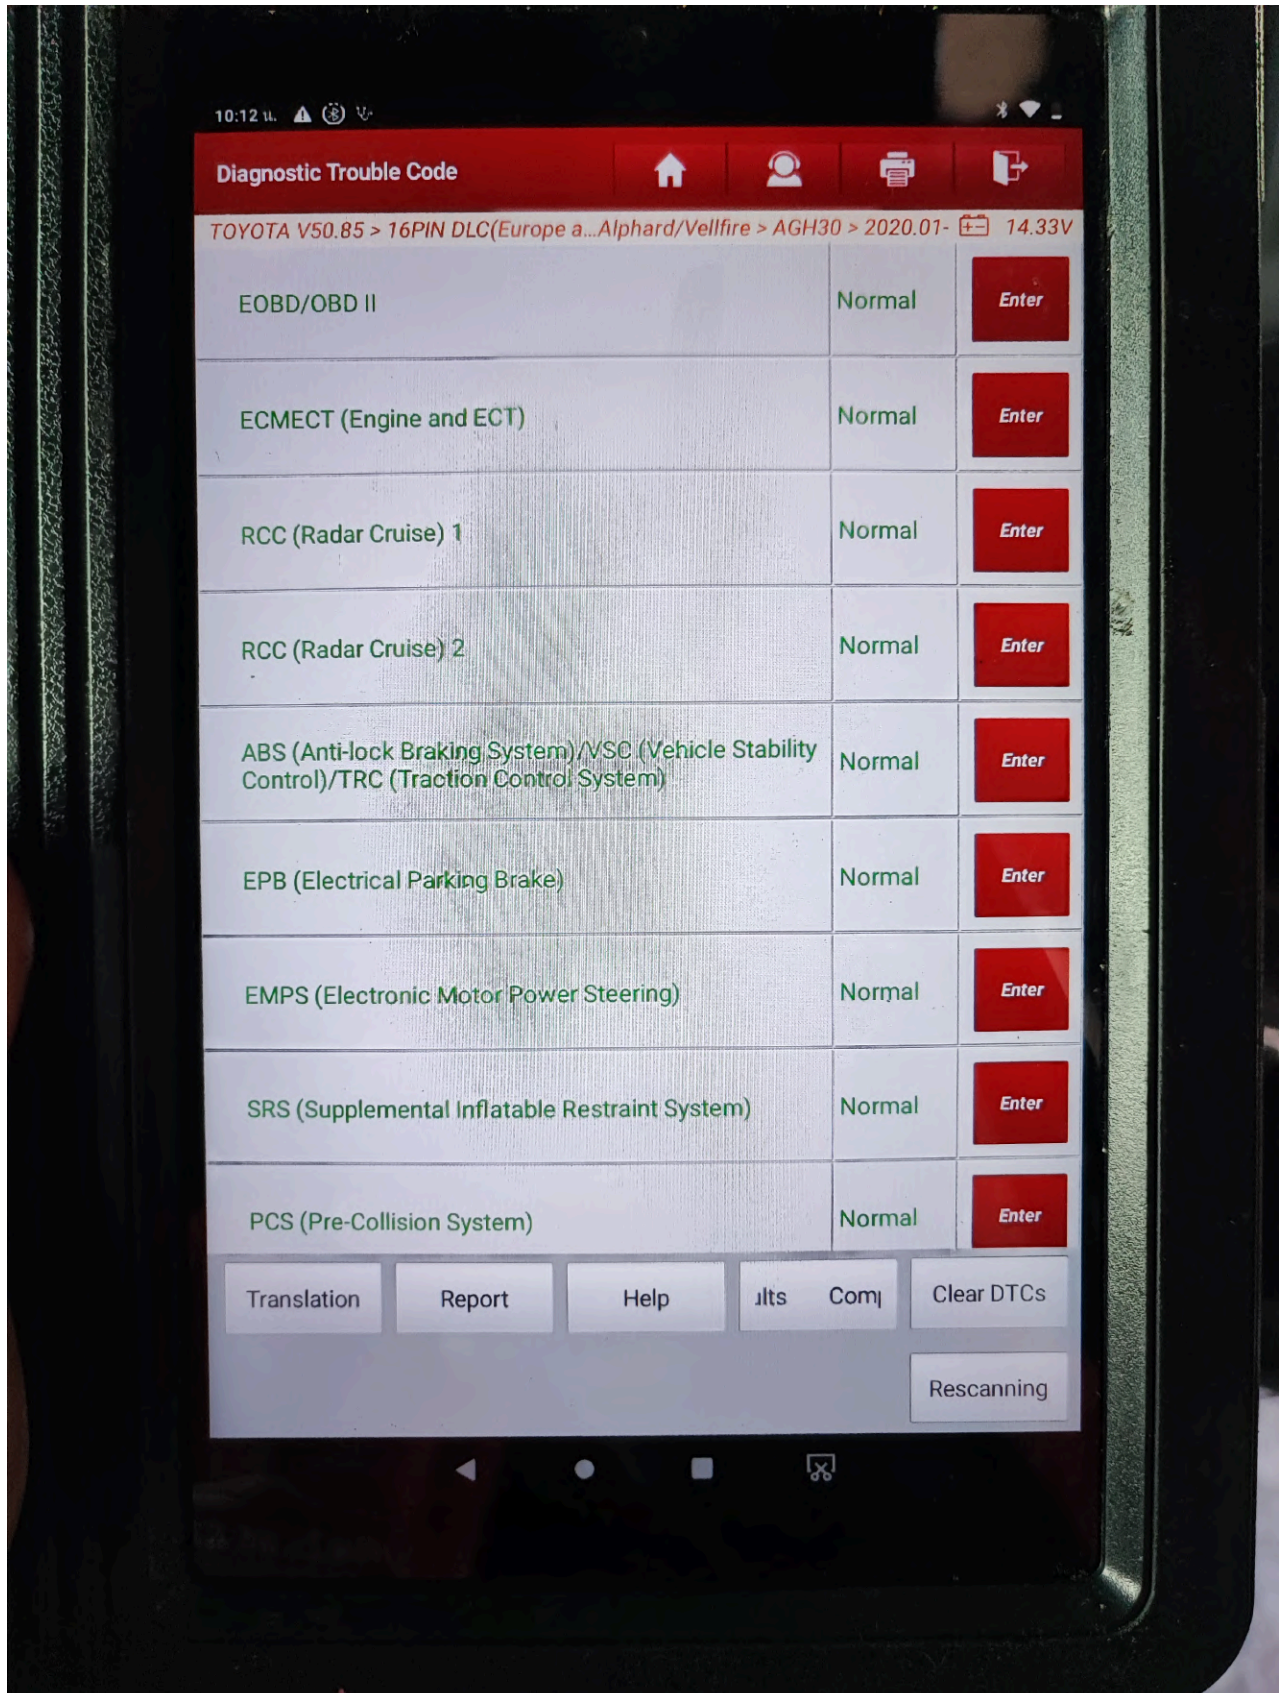 10:12 น.
Diagnostic Trouble Code
TOYOTA V50.85 > 16PIN DLC(Europe a...Alphard/Vellfire > AGH30 > 2020.01- 14.33V
EOBD/OBD II Normal Enter
ECMECT (Engine and ECT) Normal Enter
RCC (Radar Cruise) 1 Normal Enter
RCC (Radar Cruise) 2 Normal Enter
ABS (Anti-lock Braking System)/VSC (Vehicle Stability
Control)/TRC (Traction Control System) Normal Enter
EPB (Electrical Parking Brake) Normal Enter
EMPS (Electronic Motor Power Steering) Normal Enter
SRS (Supplemental Inflatable Restraint System) Normal Enter
PCS (Pre-Collision System) Normal Enter
Translation Report Help Clear DTCs
Rescanning